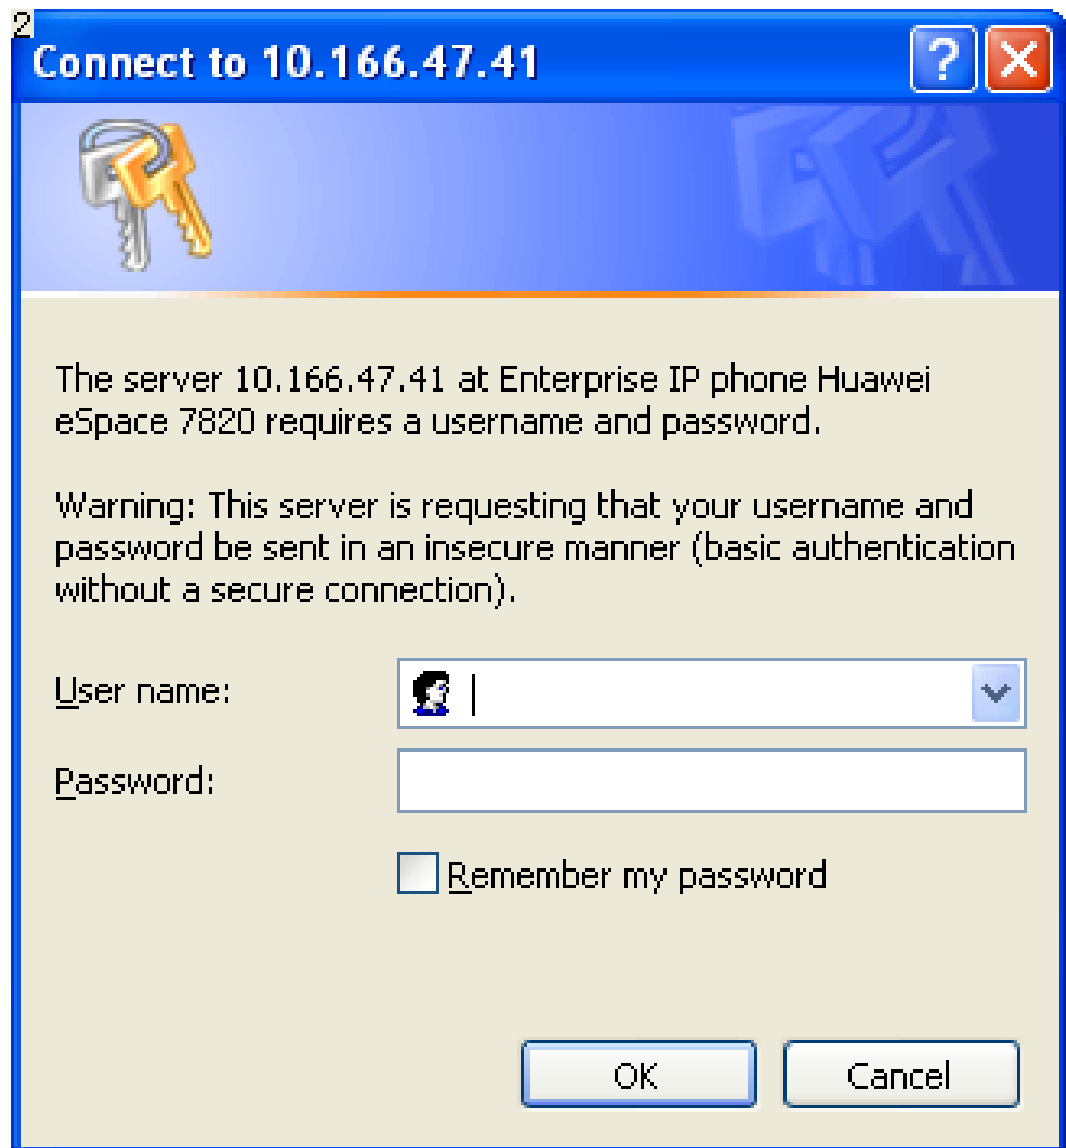 2
Connect to 10.166.47.41
The server 10.166.47.41 at Enterprise IP phone Huawei
eSpace 7820 requires a username and password.
Warning: This server is requesting that your username and
password be sent in an insecure manner (basic authentication
without a secure connection).
User name:
Password:
Remember my password
OK Cancel